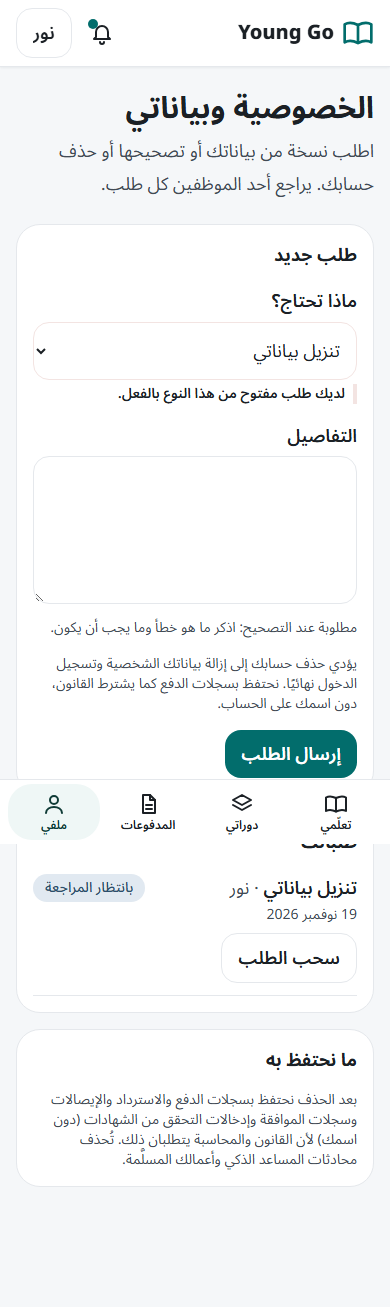 Young Go
نور
الخصوصية وبياناتي
اطلب نسخة من بياناتك أو تصحيحها أو حذف
حسابك. يراجع أحد الموظفين كل طلب.
طلب جديد
ماذا تحتاج؟
تنزيل بياناتي
لديك طلب مفتوح من هذا النوع بالفعل.
التفاصيل
مطلوبة عند التصحيح: اذكر ما هو خطأ وما يجب أن يكون.
يؤدي حذف حسابك إلى إزالة بياناتك الشخصية وتسجيل
الدخول نهائيًا. نحتفظ بسجلات الدفع كما يشترط القانون،
دون اسمك على الحساب.
إرسال الطلب
تعلّمي
دوراتي
المدفوعات
ملفي
تنزيل بياناتي · نور
بانتظار المراجعة
19 نوفمبر 2026
سحب الطلب
ما نحتفظ به
بعد الحذف نحتفظ بسجلات الدفع والاسترداد والإيصالات
وسجلات الموافقة وإدخالات التحقق من الشهادات (دون
اسمك) لأن القانون والمحاسبة يتطلبان ذلك. تُحذف
محادثات المساعد الذكي وأعمالك المسلَّمة.